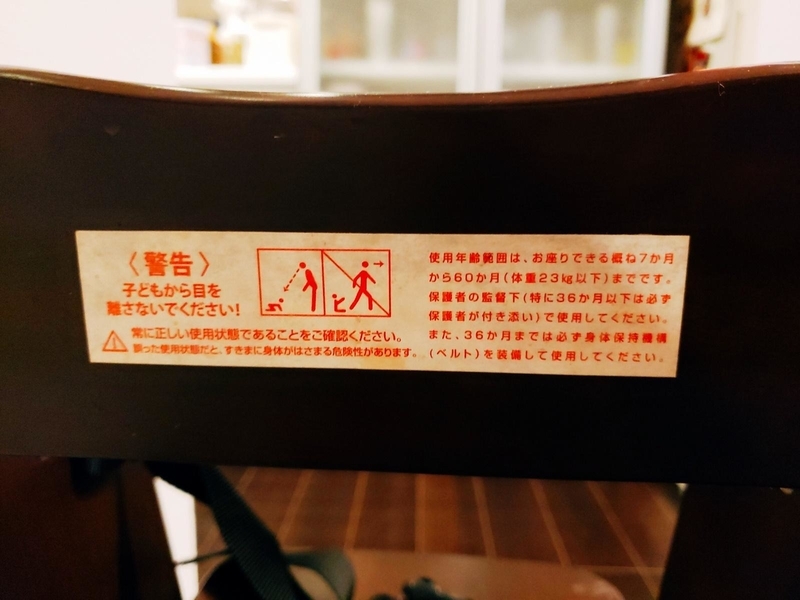 〈警告〉
子どもから目を
離さないでください!
常に正しい使用状態であることをご確認ください。
誤った使用状態だと、すきまに身体がはさまる危険性があります。
使用年齢範囲は、お座りできる概ね7か月
から60か月(体重23kg以下)までです。
保護者の監督下(特に36か月以下は必ず
保護者が付き添い)で使用してください。
また、36か月までは必ず身体保持機構
(ベルト)を装備して使用してください。